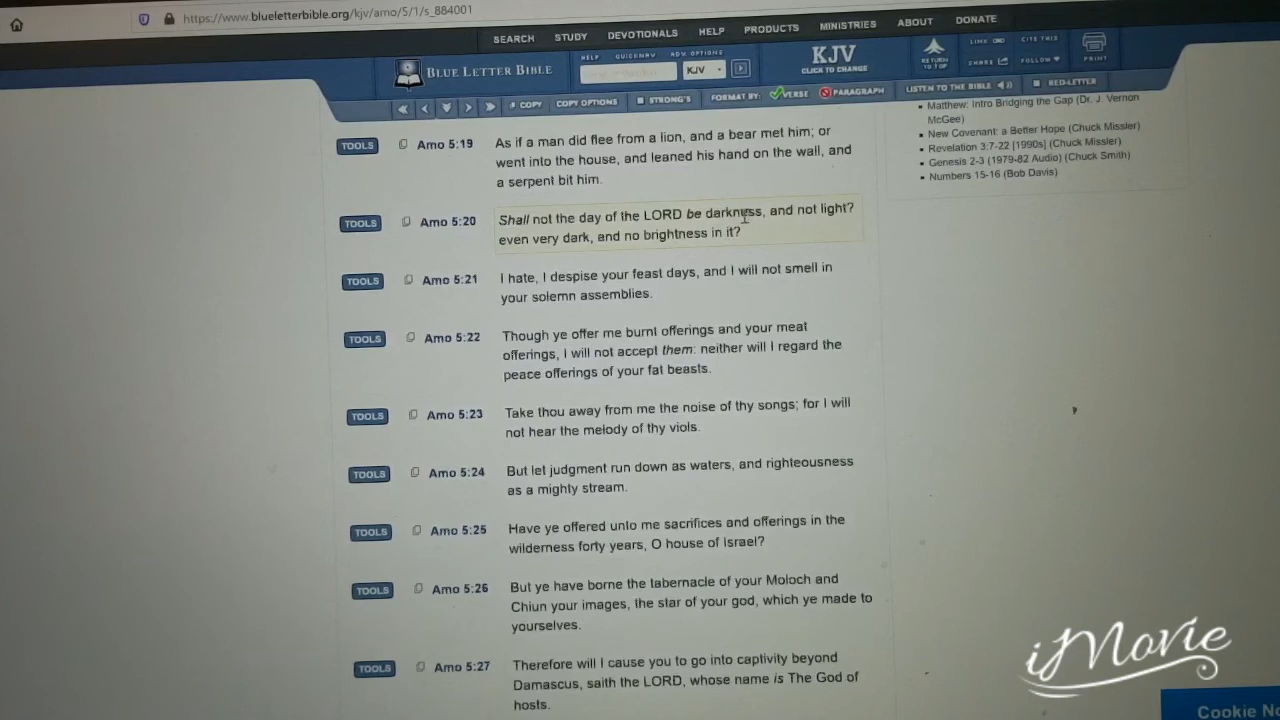 https://www.blueletterbible.org/kjv/amo/5/1/s_884001
SEARCH STUDY DEVOTIONALS HELP PRODUCTS MINISTRIES ABOUT DONATE
BLUE LETTER BIBLE
HELP QUICKNAV ADV. OPTIONS
KJV
KJV
CLICK TO CHANGE
RETURN
TO TOP
LINK
SHARE
CITE THIS
FOLLOW
PRINT
COPY COPY OPTIONS STRONG'S FORMAT BY: VERSE PARAGRAPH LISTEN TO THE BIBLE RED-LETTER
Matthew: Intro Bridging the Gap (Dr. J. Vernon
McGee)
New Covenant: a Better Hope (Chuck Missler)
Revelation 3:7-22 [1990s] (Chuck Missler)
Genesis 2-3 (1979-82 Audio) (Chuck Smith)
Numbers 15-16 (Bob Davis)
TOOLS Amo 5:19 As if a man did flee from a lion, and a bear met him; or
went into the house, and leaned his hand on the wall, and
a serpent bit him.
TOOLS Amo 5:20 Shall not the day of the LORD be darkness, and not light?
even very dark, and no brightness in it?
TOOLS Amo 5:21 I hate, I despise your feast days, and I will not smell in
your solemn assemblies.
TOOLS Amo 5:22 Though ye offer me burnt offerings and your meat
offerings, I will not accept them: neither will I regard the
peace offerings of your fat beasts.
TOOLS Amo 5:23 Take thou away from me the noise of thy songs; for I will
not hear the melody of thy viols.
TOOLS Amo 5:24 But let judgment run down as waters, and righteousness
as a mighty stream.
TOOLS Amo 5:25 Have ye offered unto me sacrifices and offerings in the
wilderness forty years, O house of Israel?
TOOLS Amo 5:26 But ye have borne the tabernacle of your Moloch and
Chiun your images, the star of your god, which ye made to
yourselves.
TOOLS Amo 5:27 Therefore will I cause you to go into captivity beyond
Damascus, saith the LORD, whose name is The God of
hosts.
iMovie
Cookie